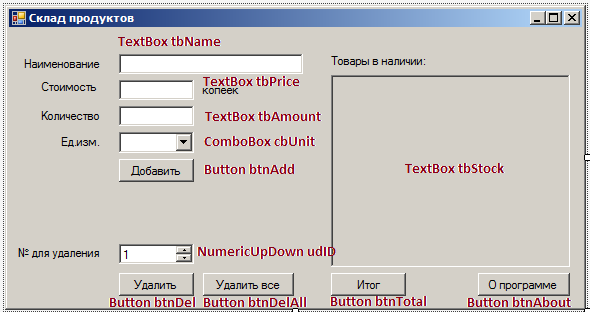 Склад продуктов
TextBox tbName
Наименование
Товары в наличии:
TextBox tbPrice
Стоимость
копеек
Количество
TextBox tbAmount
Ед.изм.
ComboBox cbUnit
Добавить
Button btnAdd
TextBox tbStock
№ для удаления
1
NumericUpDown udID
Удалить
Удалить все
Итог
О программе
Button btnDel
Button btnDelAll
Button btnTotal
Button btnAbout